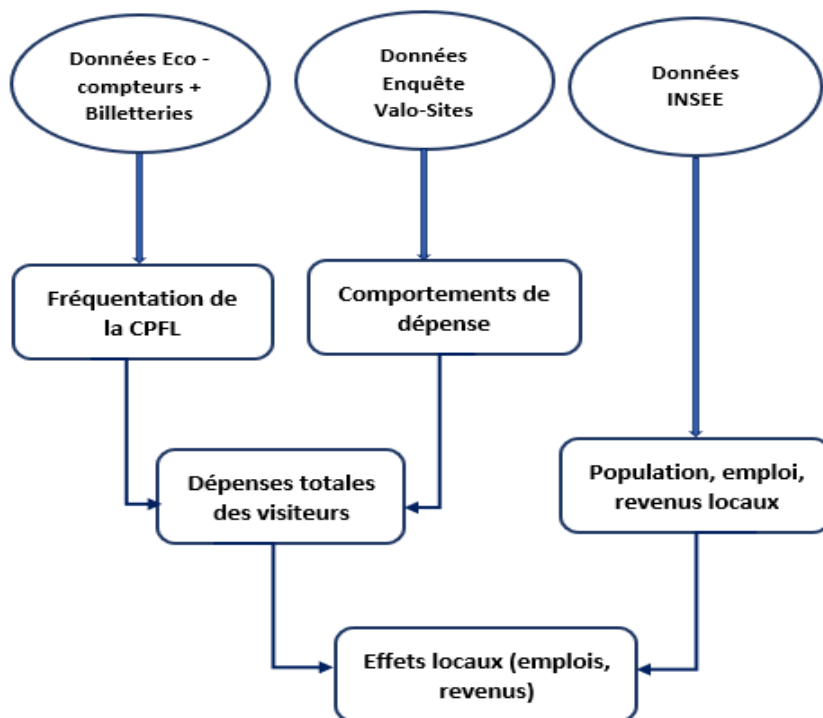 Données Eco -
compteurs +
Billetteries
Données
Enquête
Valo-Sites
Données
INSEE
Fréquentation de
la CPFL
Comportements de
dépense
Dépenses totales
des visiteurs
Population, emploi,
revenus locaux
Effets locaux (emplois,
revenus)